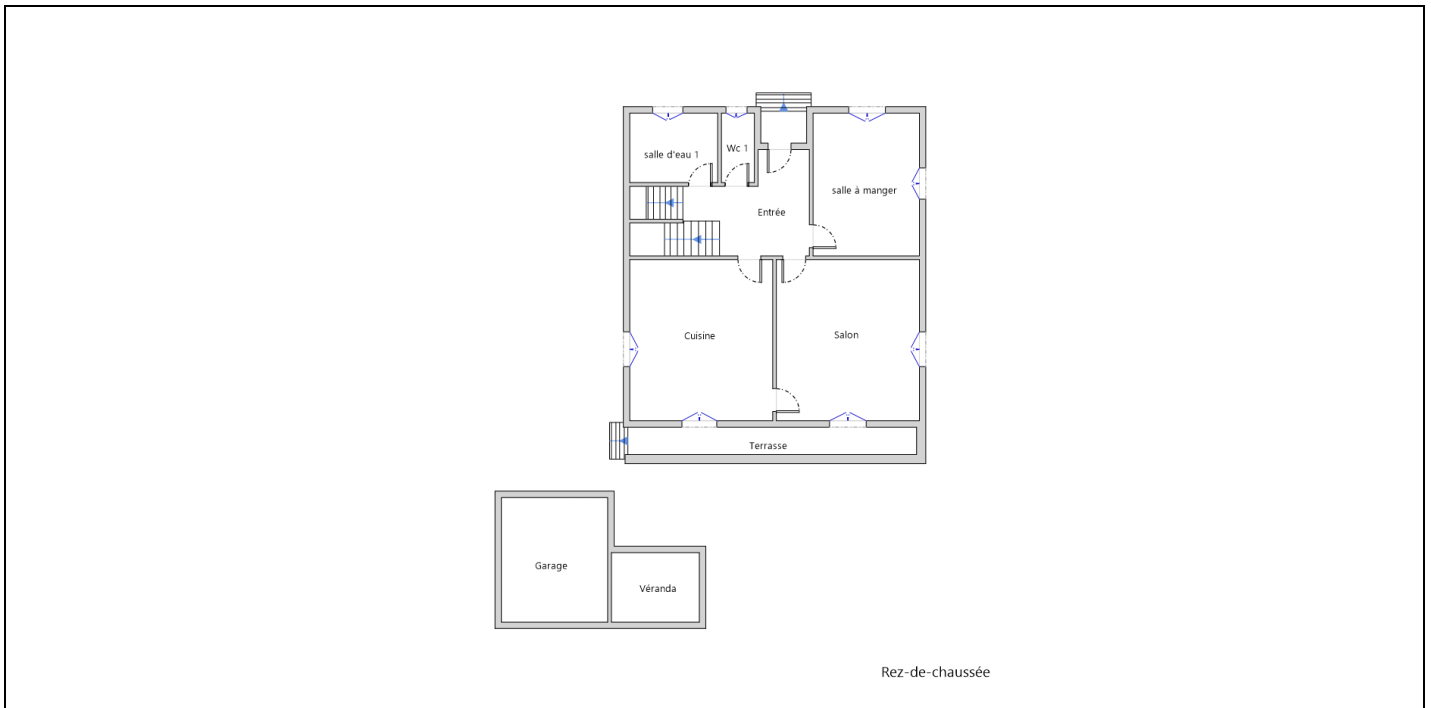 salle d'eau 1
Wc 1
salle à manger
Entrée
Cuisine
Salon
Terrasse
Garage
Véranda
Rez-de-chaussée